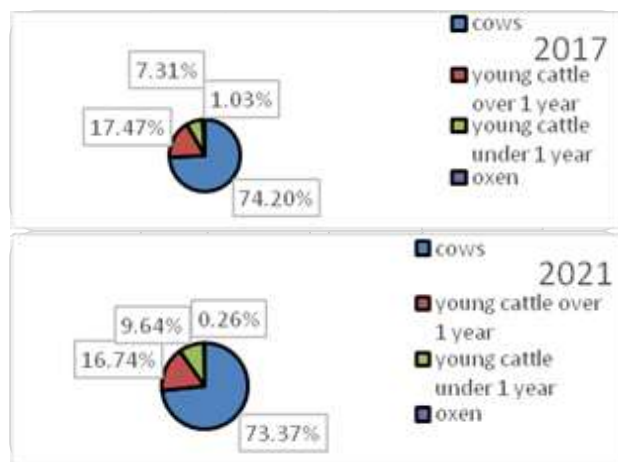 cows
2017
7.31%
young cattle
over 1 year
1.03%
17.47%
young cattle
under 1 year
oxen
74.20%
cows
2021
young cattle over
1 year
9.64%
0.26%
16.74%
young cattle
under 1 year
oxen
73.37%